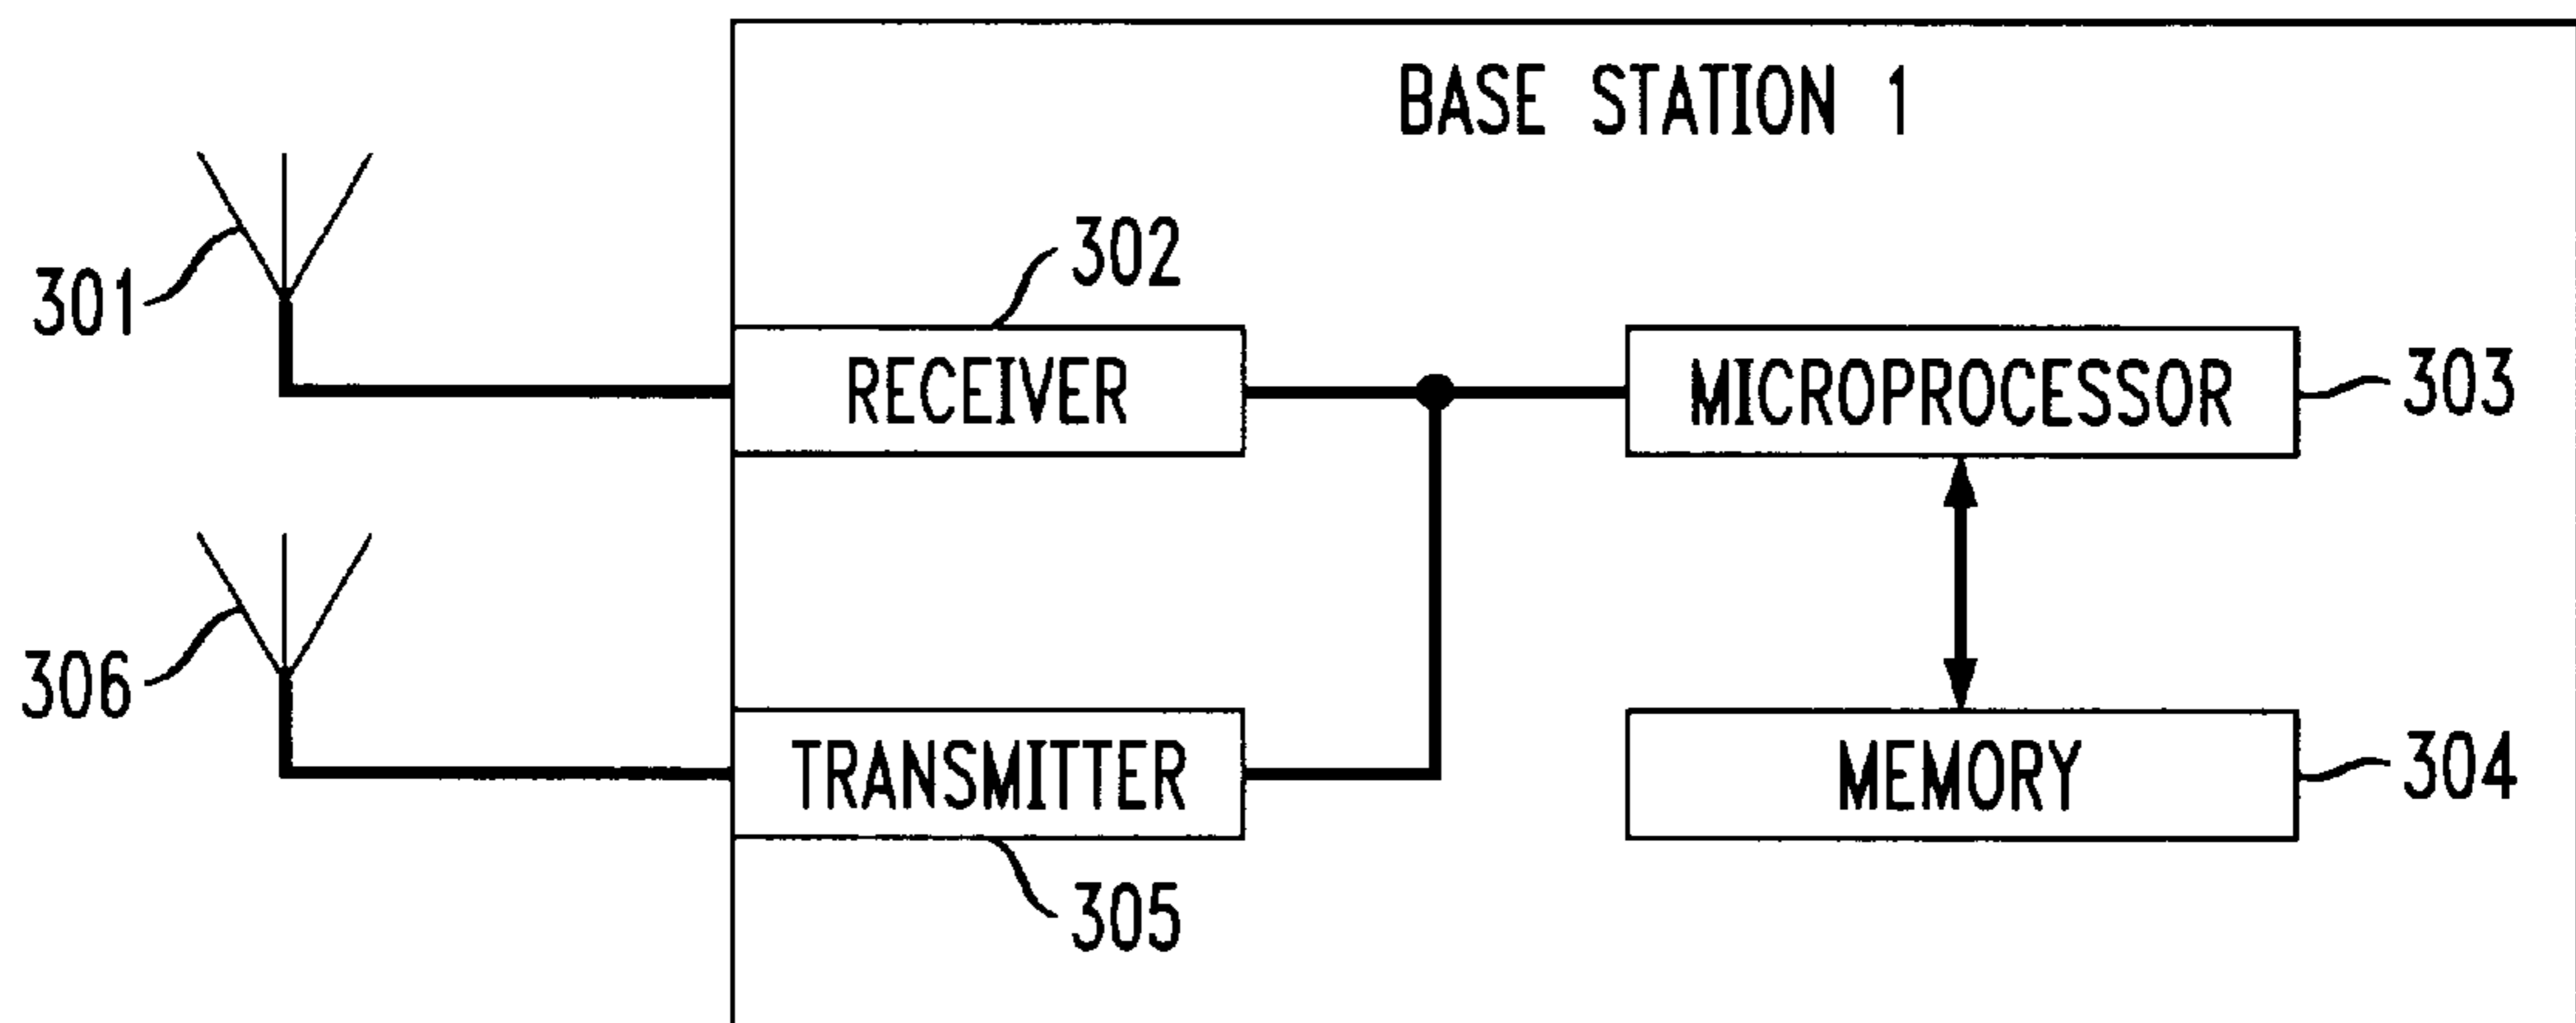 BASE STATION 1
301
302
RECEIVER
MICROPROCESSOR
303
306
TRANSMITTER
MEMORY
304
305